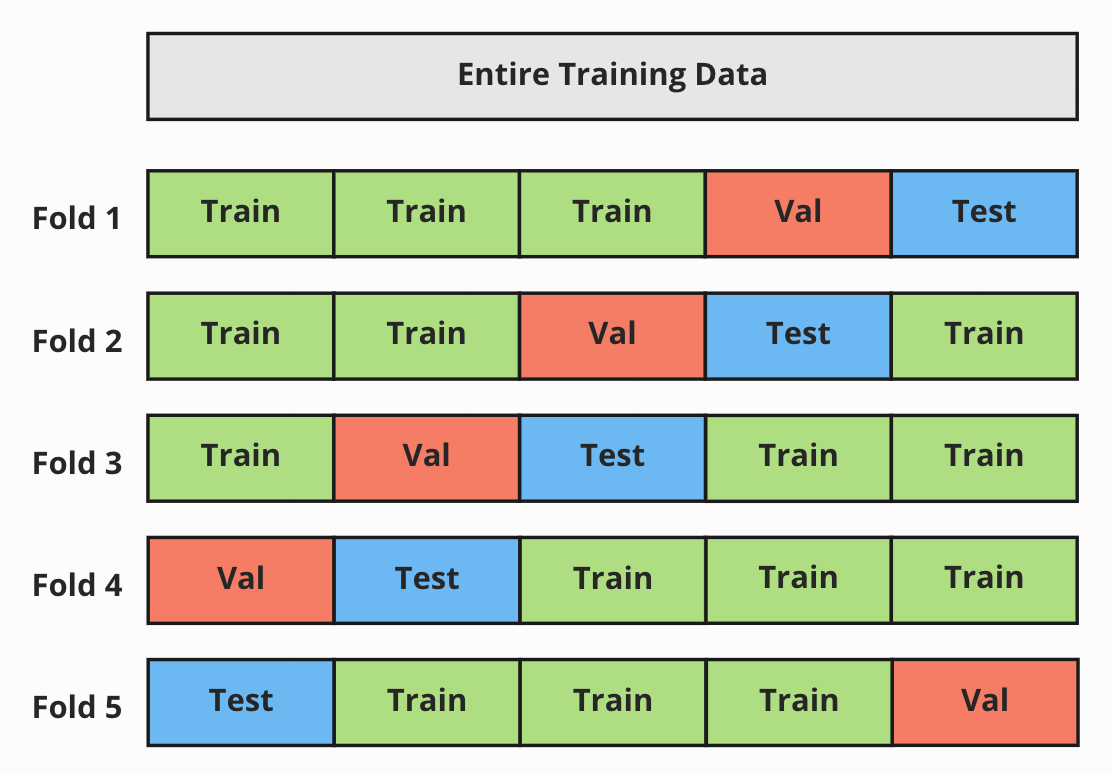 Entire Training Data
Fold 1 Train Train Train Val Test
Fold 2 Train Train Val Test Train
Fold 3 Train Val Test Train Train
Fold 4 Val Test Train Train Train
Fold 5 Test Train Train Train Val